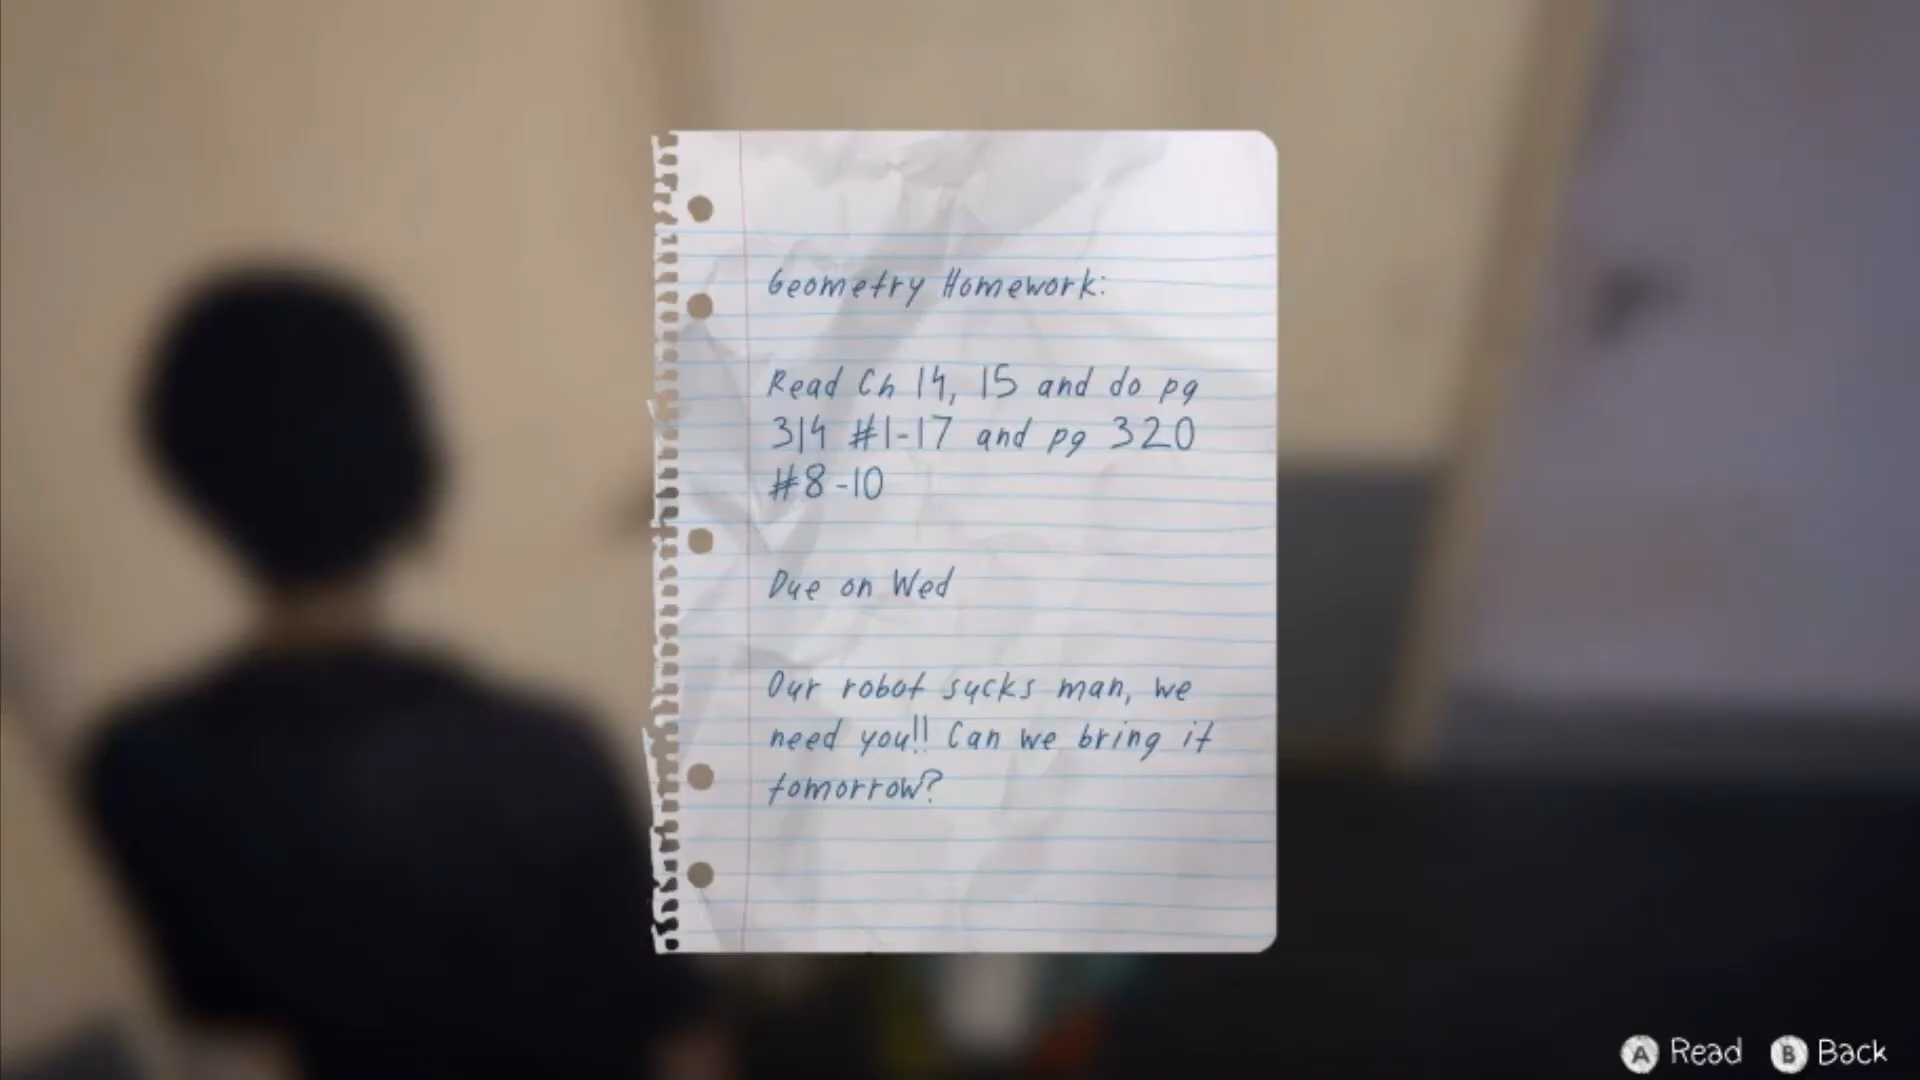 Geometry Homework:
Read Ch 14, 15 and do pg
314 #1-17 and pg 320
#8-10
Due on Wed
Our robot sucks man, we
need you!! Can we bring it
tomorrow?
A Read B Back